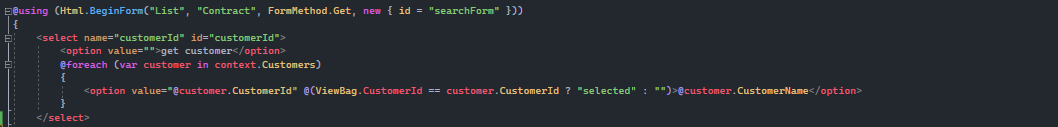 @using (Html.BeginForm("List", "Contract", FormMethod.Get, new { id = "searchForm" }))
{
<select name="customerId" id="customerId">
<option value="">get customer</option>
@foreach (var customer in context.Customers)
{
<option value="@customer.CustomerId" @(ViewBag.CustomerId == customer.CustomerId ? "selected" : "")>@customer.CustomerName</option>
}
</select>